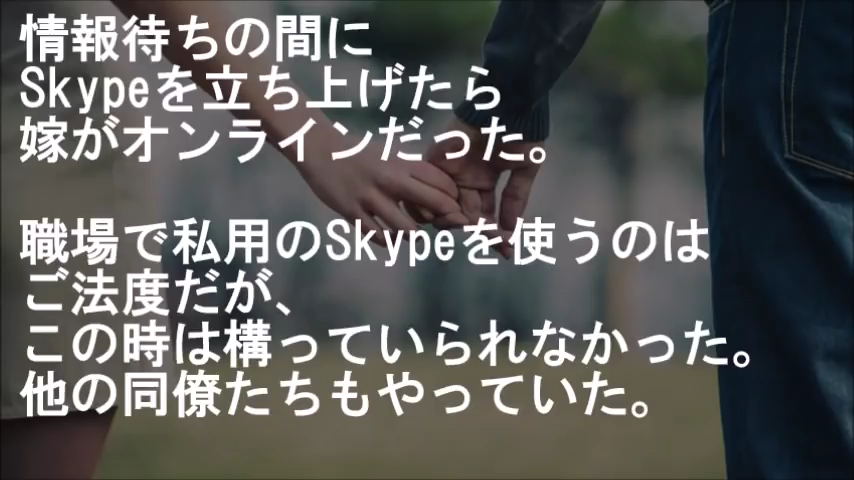 情報待ちの間に
Skypeを立ち上げたら
嫁がオンラインだった。
職場で私用のSkypeを使うのは
ご法度だが、
この時は構っていられなかった。
他の同僚たちもやっていた。